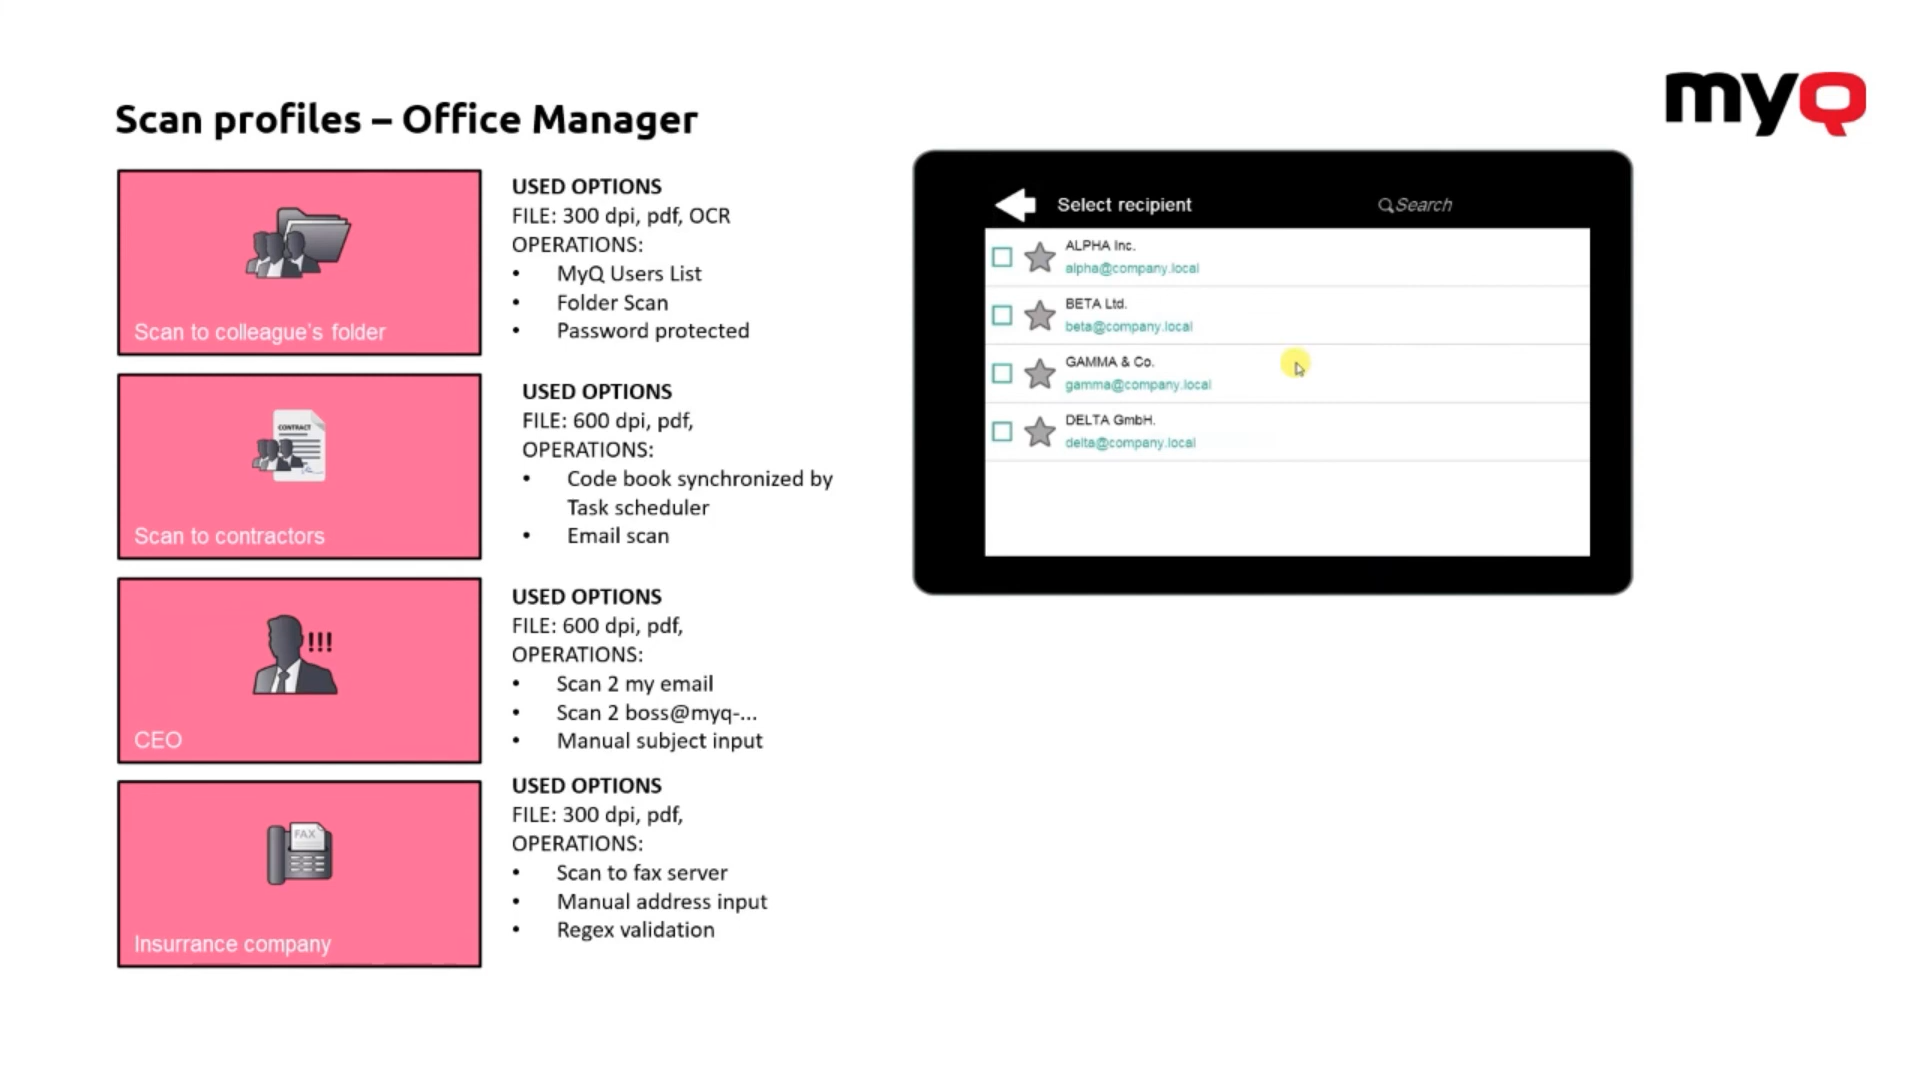 myQ
Scan profiles – Office Manager
Scan to colleague's folder
USED OPTIONS
FILE: 300 dpi, pdf, OCR
OPERATIONS:
• MyQ Users List
• Folder Scan
• Password protected
CONTRACT
Scan to contractors
USED OPTIONS
FILE: 600 dpi, pdf,
OPERATIONS:
• Code book synchronized by
Task scheduler
• Email scan
!!!
CEO
USED OPTIONS
FILE: 600 dpi, pdf,
OPERATIONS:
• Scan 2 my email
• Scan 2 boss@myq-...
• Manual subject input
FAX
Insurrance company
USED OPTIONS
FILE: 300 dpi, pdf,
OPERATIONS:
• Scan to fax server
• Manual address input
• Regex validation
Select recipient
Search
ALPHA Inc.
alpha@company.local
BETA Ltd.
beta@company.local
GAMMA & Co.
gamma@company.local
DELTA GmbH.
delta@company.local